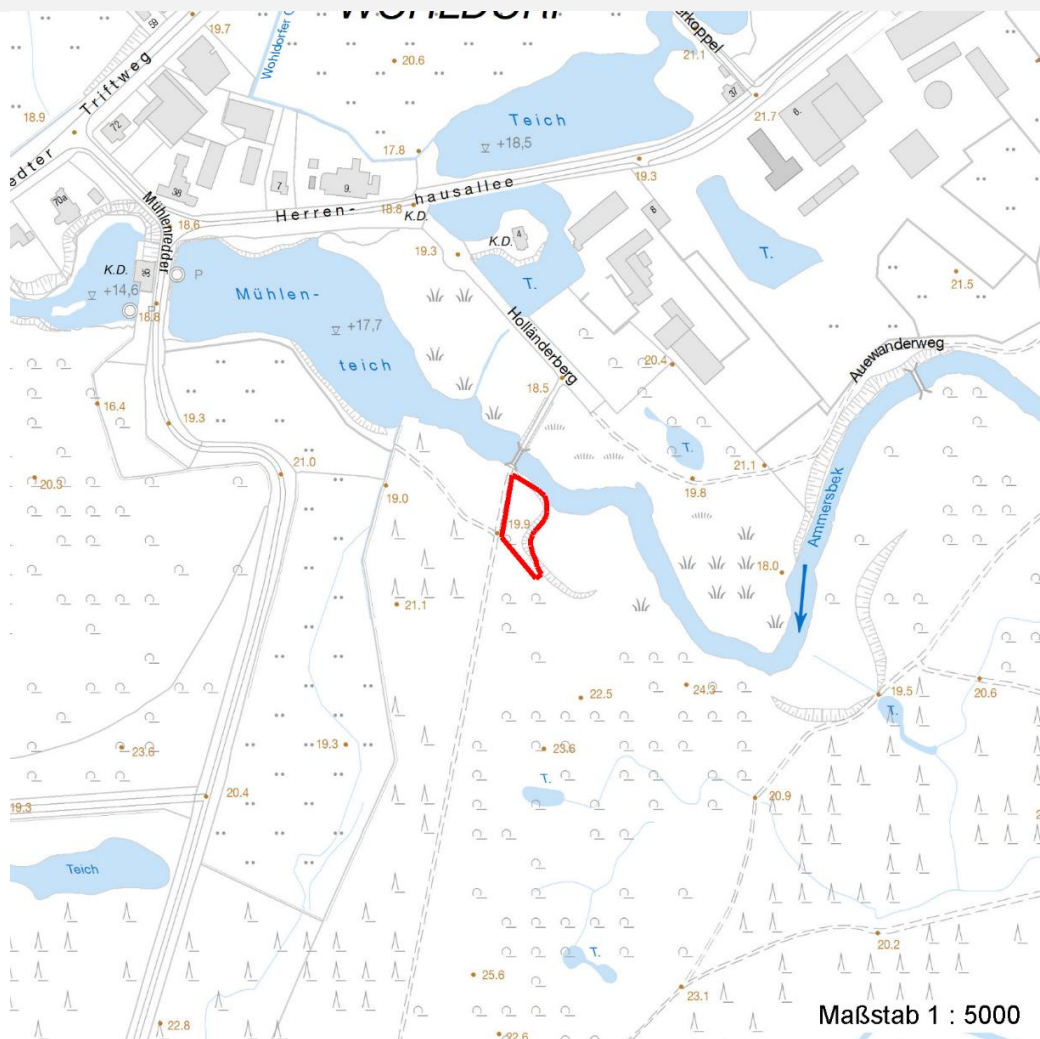 WOHLDORF
59
19.7
20.6
21.1
37
21.7
6.
Triftweg
18.9
72
Teich
+18,5
17.8
19.3
38
7
9.
Herren-
hausallee
18.8
K.D.
70a
Mühlenredder
18.6
8
4
K.D.
19.3
K.D.
3b
P
+14,6
18.8
Mühlen-
teich
+17,7
T.
T.
21.5
Holländerberg
Auewanderweg
20.4
18.5
16.4
19.3
21.0
20.3
19.0
T.
21.1
19.8
Ammersbek
19.9
18.0
21.1
24.3
22.5
19.5
20.6
T.
19.3
23.6
T.
20.4
19.3
20.9
Teich
T.
20.2
25.6
23.1
22.8
22.6
Maßstab 1 : 5000